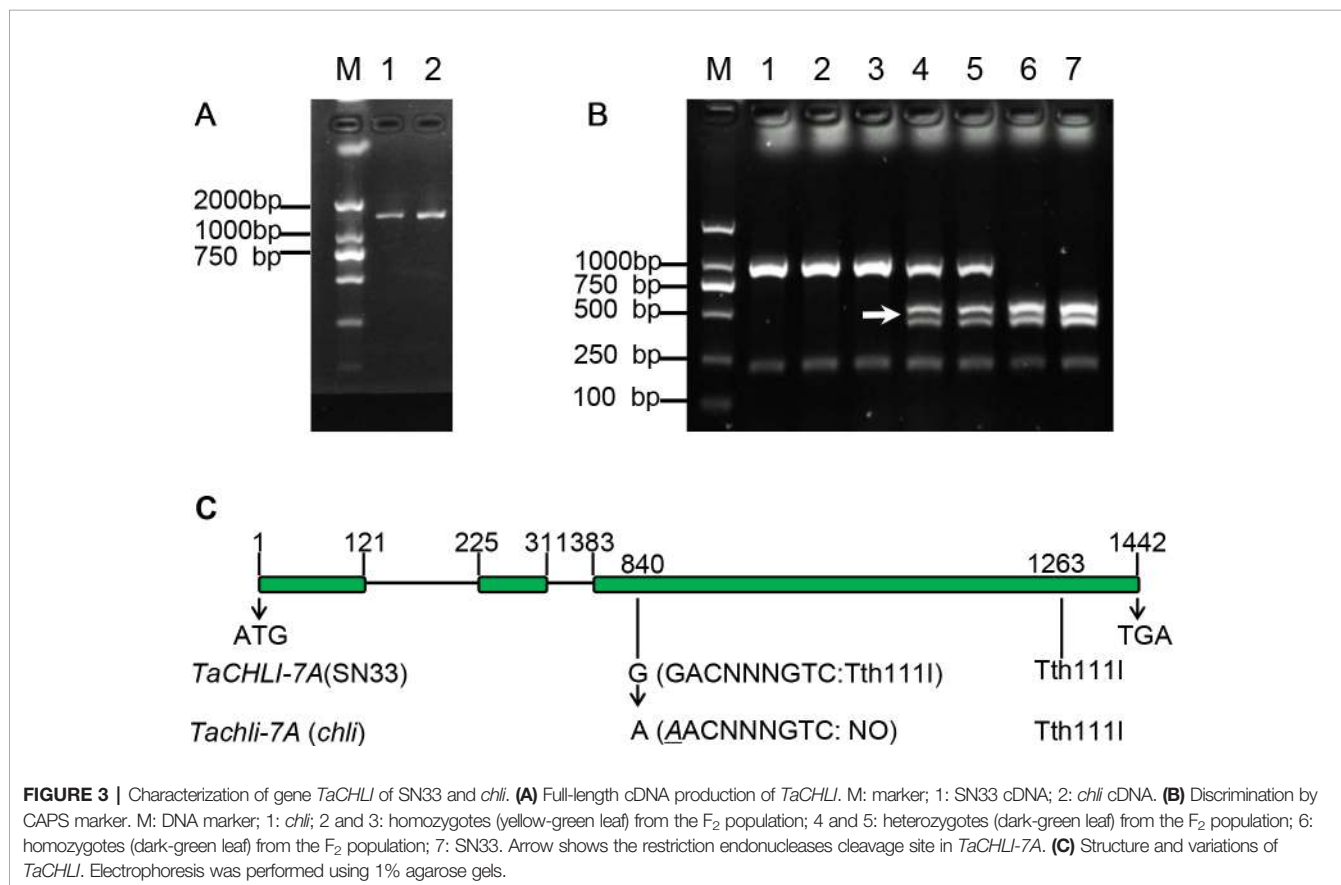 A
M 1 2
2000bp
1000bp
750 bp
B
M 1 2 3 4 5 6 7
1000bp
750 bp
500 bp
250 bp
100 bp
C
1 121 225 311383 840 1263 1442
ATG TGA
TaCHLI-7A(SN33) G (GACNNNGTC:Tth111I) Tth111I
Tachli-7A (chli) A (AACNNNGTC: NO) Tth111I
FIGURE 3 | Characterization of gene TaCHLI of SN33 and chli. (A) Full-length cDNA production of TaCHLI. M: marker; 1: SN33 cDNA; 2: chli cDNA. (B) Discrimination by
CAPS marker. M: DNA marker; 1: chli; 2 and 3: homozygotes (yellow-green leaf) from the F2 population; 4 and 5: heterozygotes (dark-green leaf) from the F2 population; 6:
homozygotes (dark-green leaf) from the F2 population; 7: SN33. Arrow shows the restriction endonucleases cleavage site in TaCHLI-7A. (C) Structure and variations of
TaCHLI. Electrophoresis was performed using 1% agarose gels.